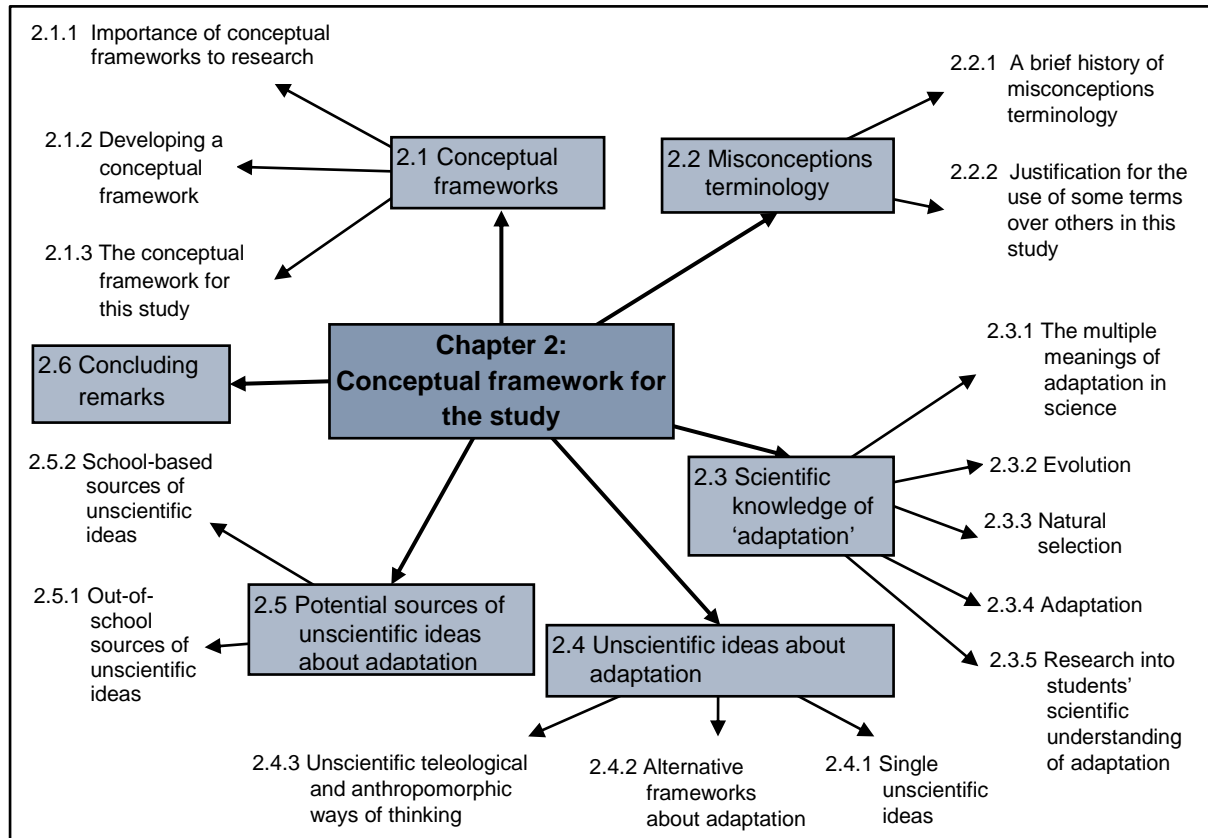 Chapter 2:
Conceptual framework for
the study
2.1 Conceptual
frameworks
2.1.1 Importance of conceptual
frameworks to research
2.1.2 Developing a
conceptual
framework
2.1.3 The conceptual
framework for
this study
2.2 Misconceptions
terminology
2.2.1 A brief history of
misconceptions
terminology
2.2.2 Justification for the
use of some terms
over others in this
study
2.3 Scientific
knowledge of
‘adaptation’
2.3.1 The multiple
meanings of
adaptation in
science
2.3.2 Evolution
2.3.3 Natural
selection
2.3.4 Adaptation
2.3.5 Research into
students’
scientific
understanding
of adaptation
2.4 Unscientific ideas about
adaptation
2.4.1 Single
unscientific
ideas
2.4.2 Alternative
frameworks
about adaptation
2.4.3 Unscientific teleological
and anthropomorphic
ways of thinking
2.5 Potential sources of
unscientific ideas
about adaptation
2.5.1 Out-of-
school
sources of
unscientific
ideas
2.5.2 School-based
sources of
unscientific
ideas
2.6 Concluding
remarks